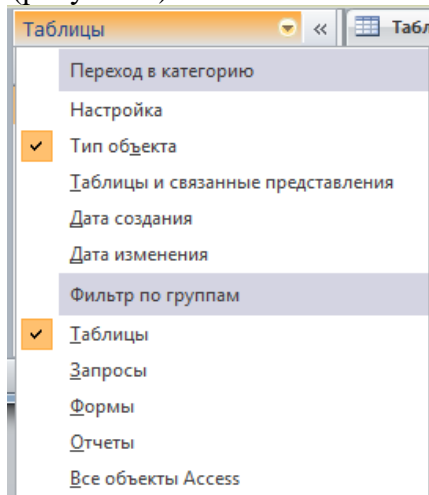 Таблицы « Табл
Переход в категорию
Настройка
Тип объекта
Таблицы и связанные представления
Дата создания
Дата изменения
Фильтр по группам
Таблицы
Запросы
Формы
Отчеты
Все объекты Access